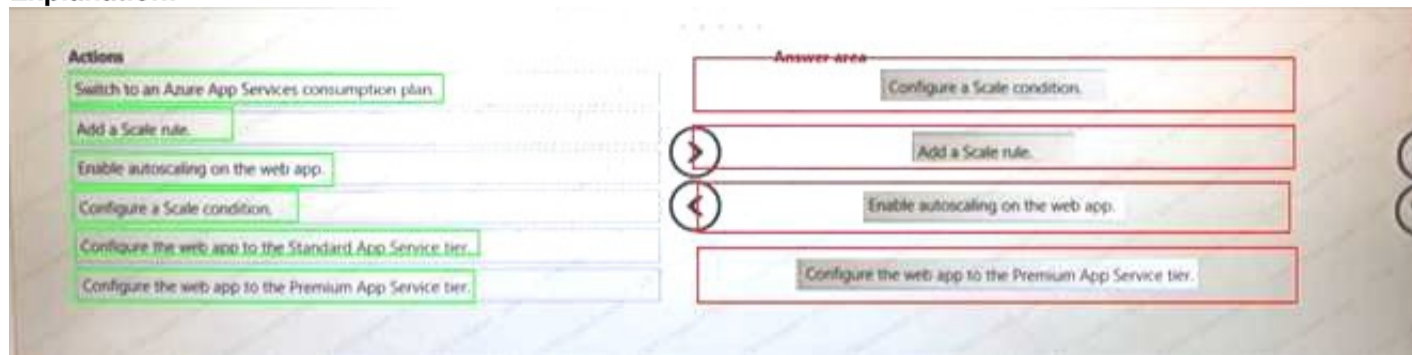 Actions
Switch to an Azure App Services consumption plan.
Add a Scale rule.
Enable autoscaling on the web app.
Configure a Scale condition.
Configure the web app to the Standard App Service tier.
Configure the web app to the Premium App Service tier.
Answer area
Configure a Scale condition.
Add a Scale rule.
Enable autoscaling on the web app.
Configure the web app to the Premium App Service tier.